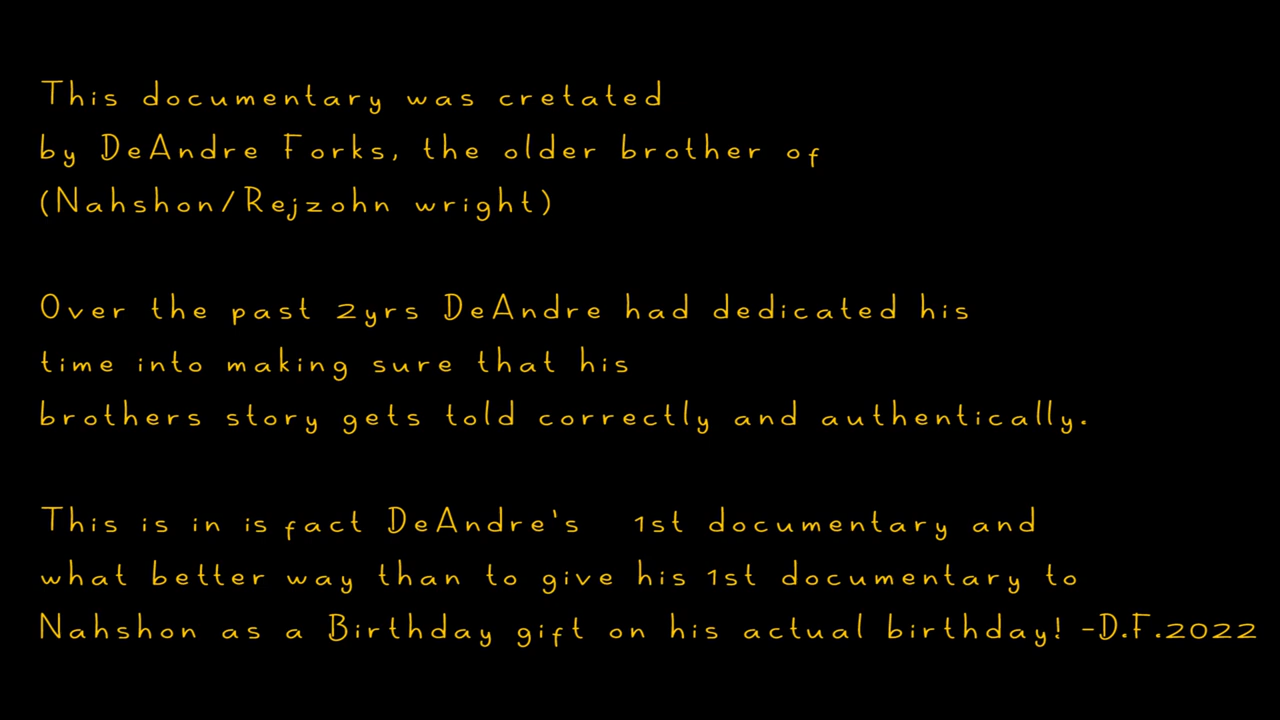 This documentary was cretated
by DeAndre Forks, the older brother of
(Nahshon/Rejzohn wright)
Over the past 2yrs DeAndre had dedicated his
time into making sure that his
brothers story gets told correctly and authentically.
This is in is fact DeAndre's 1st documentary and
what better way than to give his 1st documentary to
Nahshon as a Birthday gift on his actual birthday! -D.F.2022